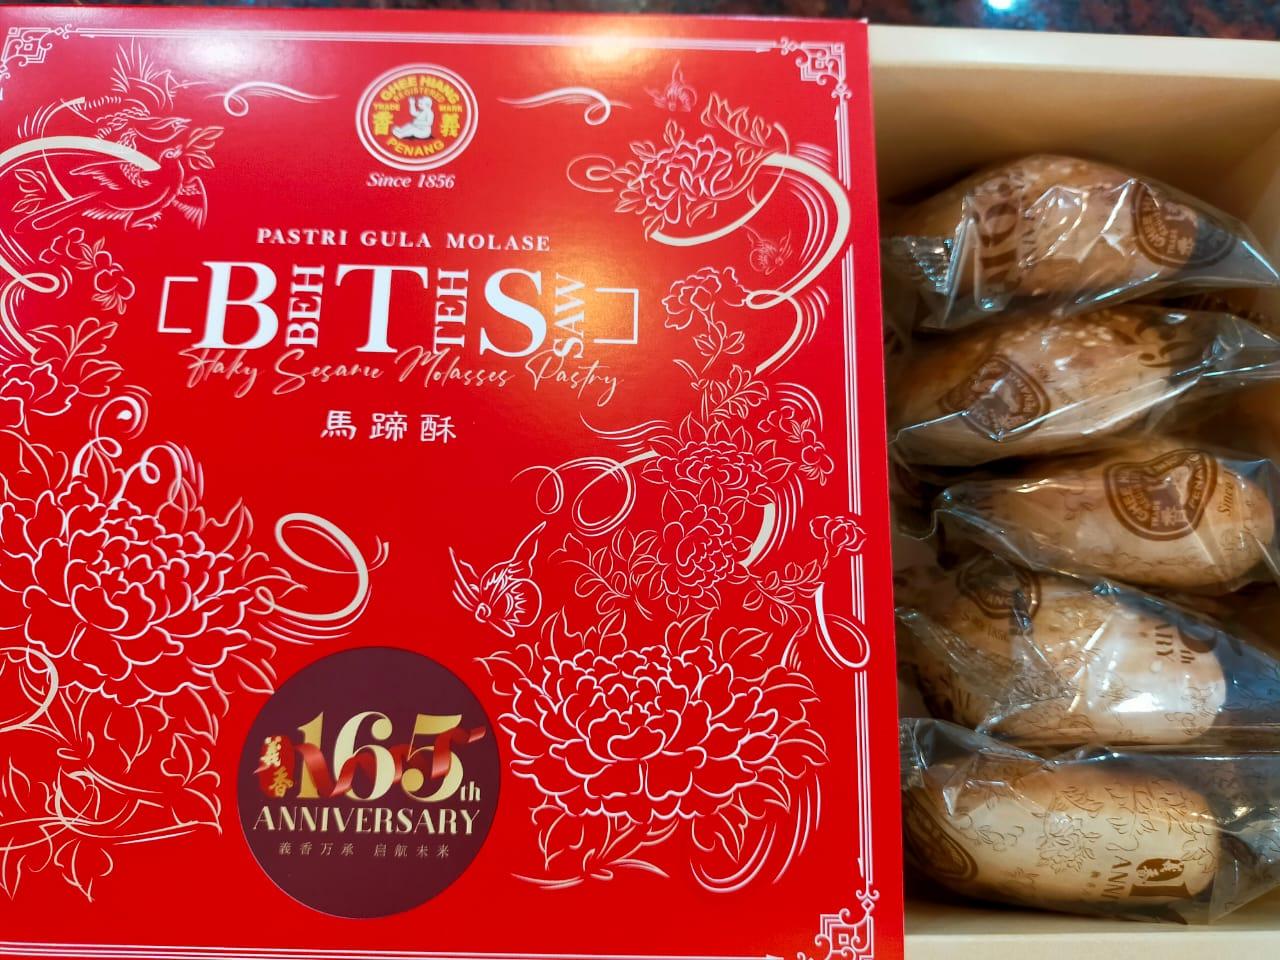 GHEE HIANG
REGISTERED
TRADE MARK
香 義
PENANG
Since 1856
PASTRI GULA MOLASE
[BEH TEH SAW]
BTS
Flaky Sesame Molasses Pastry
馬蹄酥
義香
165th
ANNIVERSARY
義香万承 启航未来